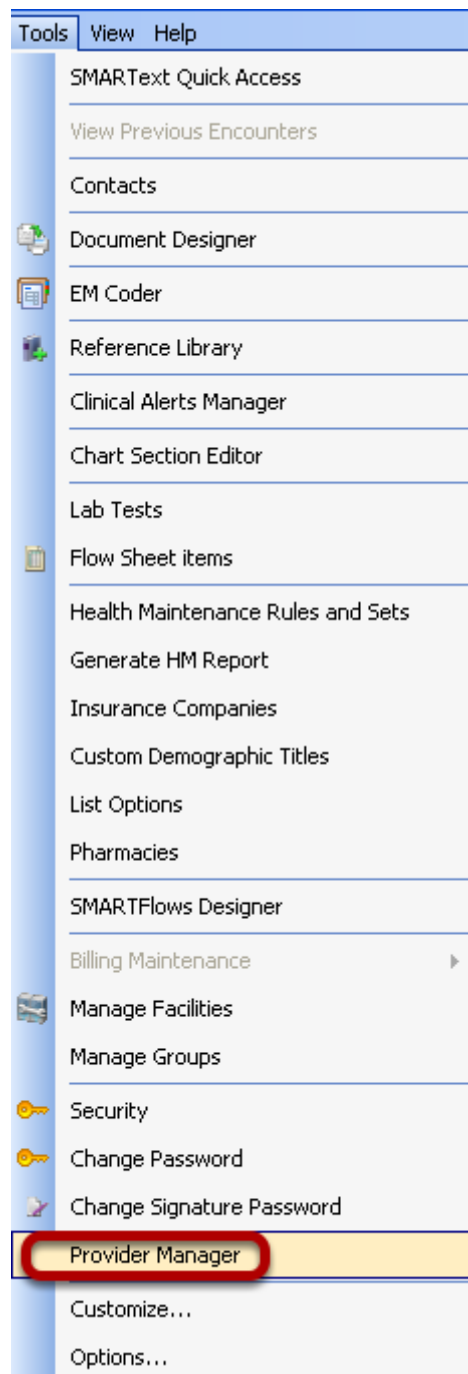 Tools View Help
SMARText Quick Access
View Previous Encounters
Contacts
Document Designer
EM Coder
Reference Library
Clinical Alerts Manager
Chart Section Editor
Lab Tests
Flow Sheet items
Health Maintenance Rules and Sets
Generate HM Report
Insurance Companies
Custom Demographic Titles
List Options
Pharmacies
SMARTFlows Designer
Billing Maintenance
Manage Facilities
Manage Groups
Security
Change Password
Change Signature Password
Provider Manager
Customize...
Options...